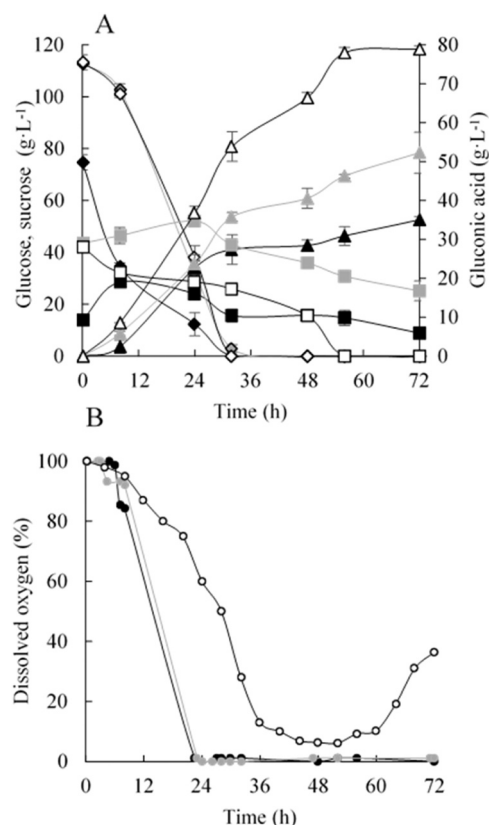 A
Glucose, sucrose (g·L-1)
120
100
80
60
40
20
0
80
70
60
50
40
30
20
10
0
Gluconic acid (g·L-1)
0 12 24 36 48 60 72
Time (h)
B
Dissolved oxygen (%)
100
80
60
40
20
0
0 12 24 36 48 60 72
Time (h)